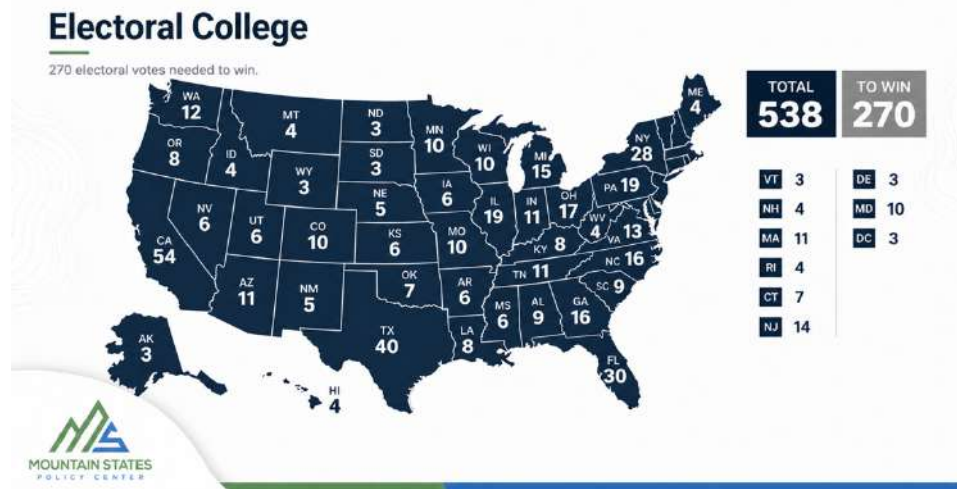 Electoral College
270 electoral votes needed to win.
TOTAL
538
TO WIN
270
WA
12
OR
8
CA
54
NV
6
ID
4
MT
4
WY
3
UT
6
CO
10
AZ
11
NM
5
ND
3
SD
3
NE
5
KS
6
OK
7
TX
40
MN
10
IA
6
MO
10
AR
6
LA
8
WI
10
IL
19
MI
15
IN
11
OH
17
KY 8
TN 11
MS
6
AL
9
GA
16
FL
30
SC 9
NC 16
VA 13
WV
4
PA 19
NY
28
ME
4
AK
3
HI
4
VT 3
NH 4
MA 11
RI 4
CT 7
NJ 14
DE 3
MD 10
DC 3
MOUNTAIN STATES
POLICY CENTER